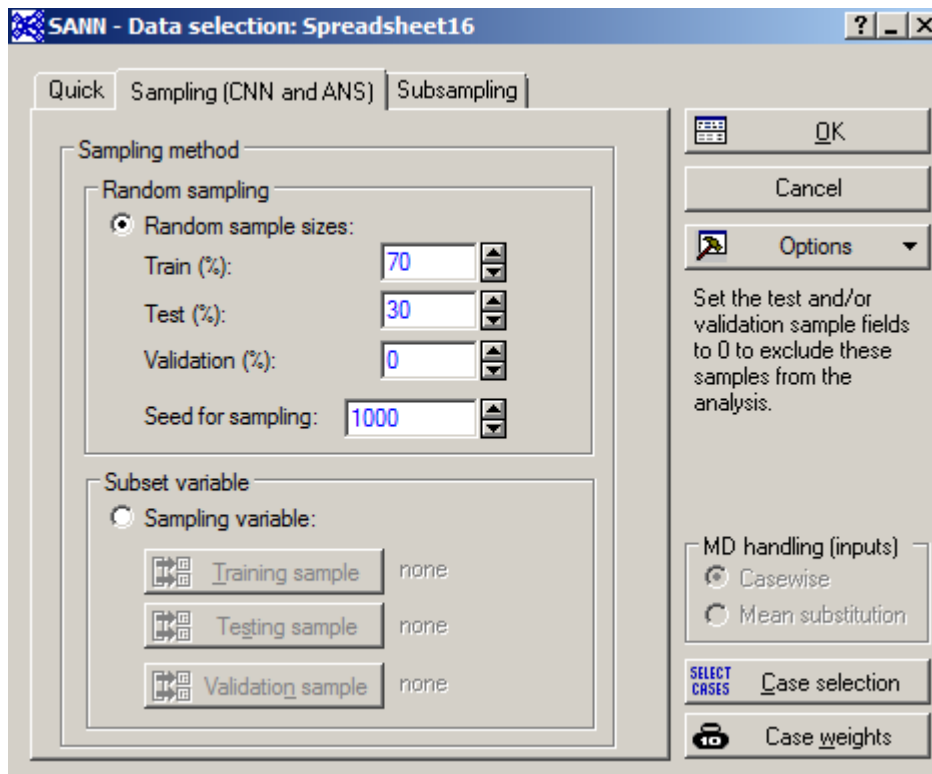 SANN - Data selection: Spreadsheet16
Quick Sampling (CNN and ANS) Subsampling
Sampling method
Random sampling
Random sample sizes:
Train (%): 70
Test (%): 30
Validation (%): 0
Seed for sampling: 1000
Subset variable
Sampling variable:
Training sample none
Testing sample none
Validation sample none
OK
Cancel
Options
Set the test and/or
validation sample fields
to 0 to exclude these
samples from the
analysis.
MD handling (inputs)
Casewise
Mean substitution
SELECT
CASES
Case selection
10 Case weights